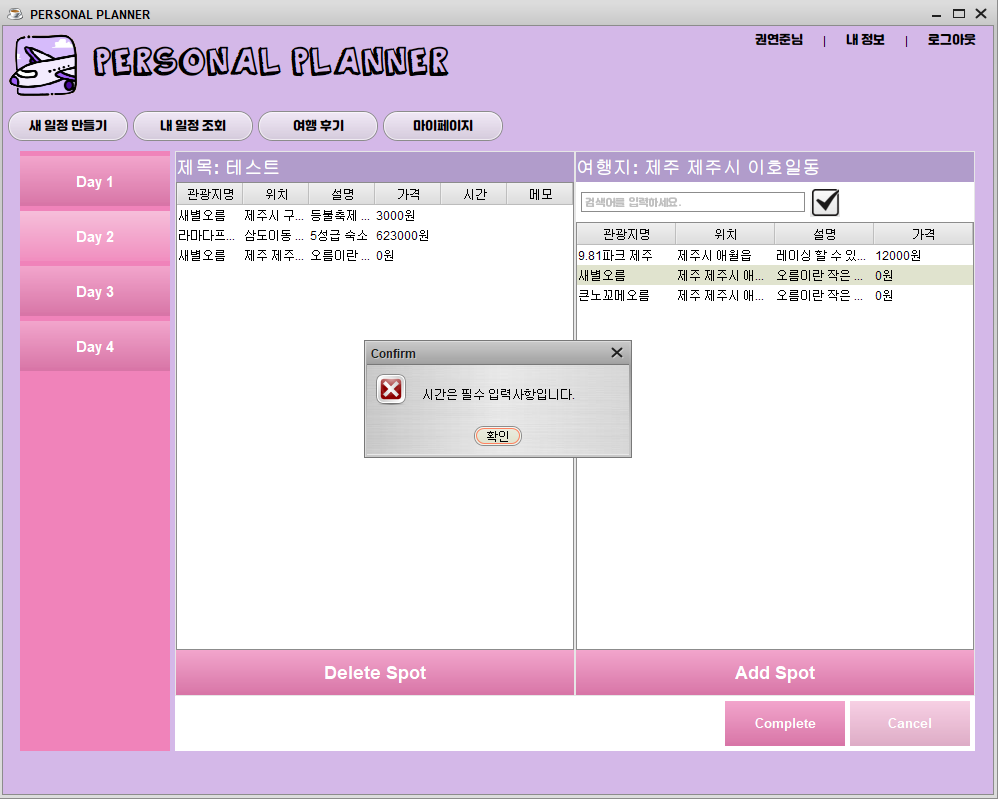 PERSONAL PLANNER
권연준님 | 내 정보 | 로그아웃
PERSONAL PLANNER
새 일정 만들기 내 일정 조회 여행 후기 마이페이지
Day 1
Day 2
Day 3
Day 4
제목: 테스트
관광지명 위치 설명 가격 시간 메모
새별오름 제주시 구... 등불축제 ... 3000원
라마다프... 삼도이동 ... 5성급 숙소 623000원
새별오름 제주 제주... 오름이란 ... 0원
여행지: 제주 제주시 이호일동
검색어를 입력하세요.
관광지명 위치 설명 가격
9.81파크 제주 제주시 애월읍 레이싱 할 수 있... 12000원
새별오름 제주 제주시 애... 오름이란 작은 ... 0원
큰노꼬메오름 제주 제주시 애... 오름이란 작은 ... 0원
Confirm
시간은 필수 입력사항입니다.
확인
Delete Spot
Add Spot
Complete Cancel